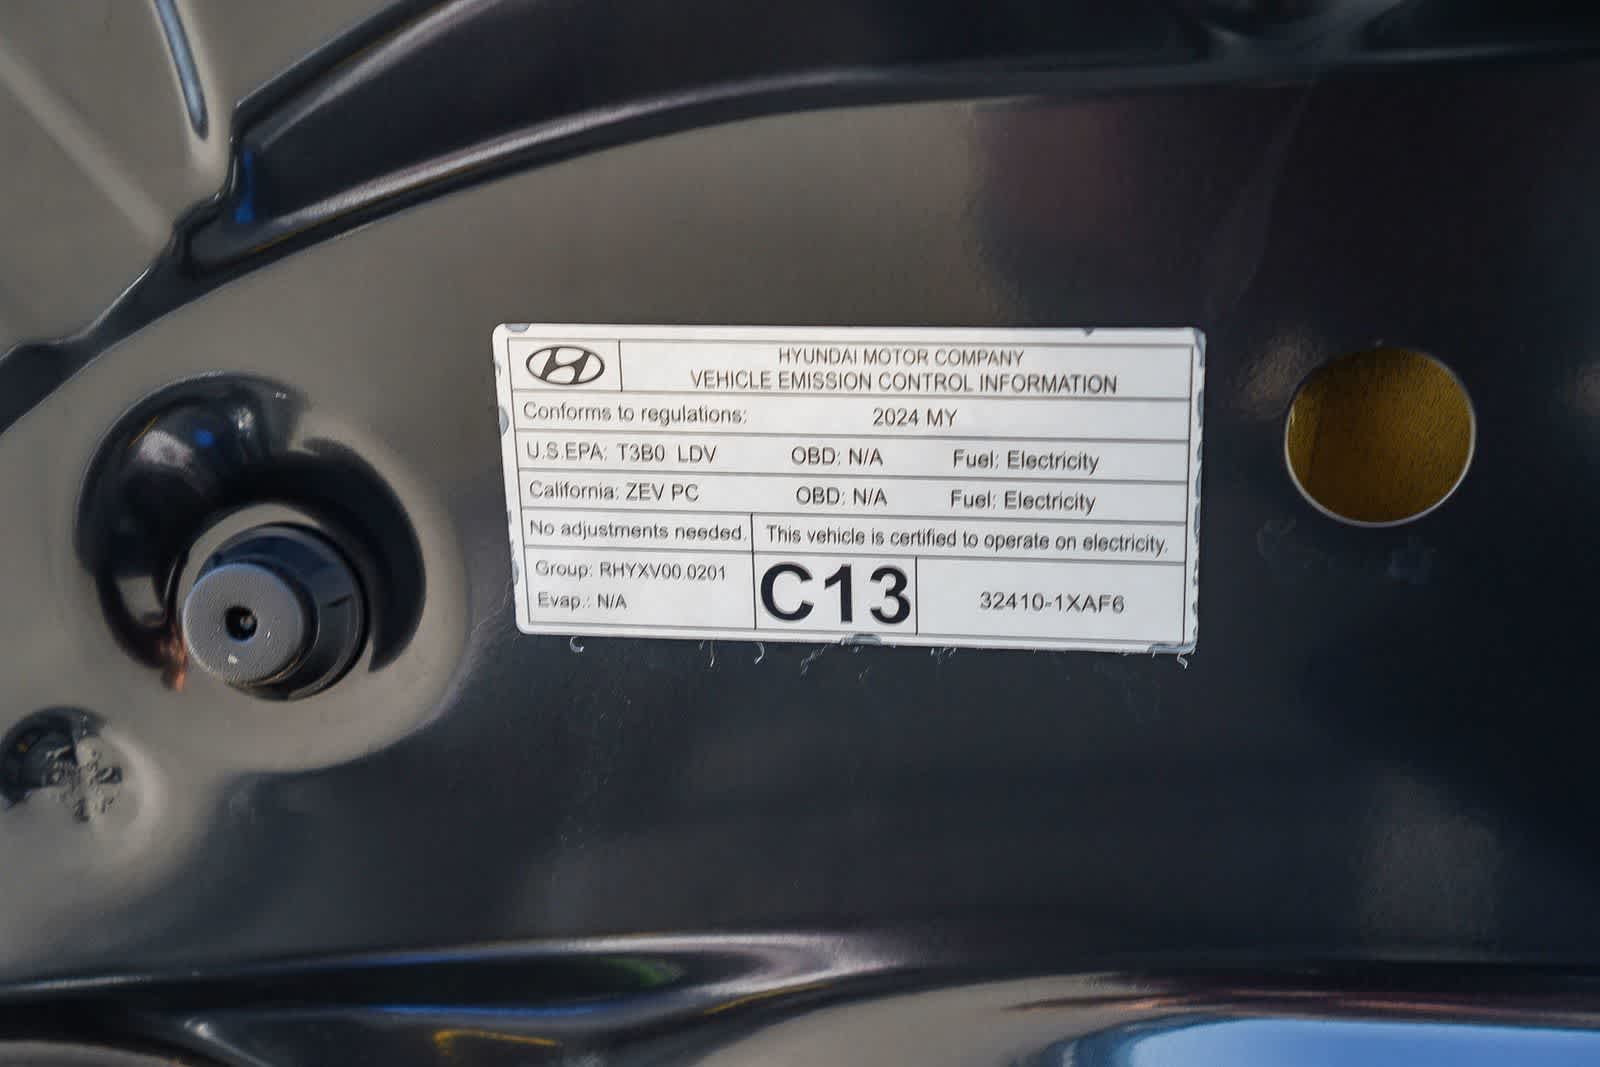 HYUNDAI MOTOR COMPANY
VEHICLE EMISSION CONTROL INFORMATION
Conforms to regulations: 2024 MY
U.S.EPA: T3B0 LDV OBD: N/A Fuel: Electricity
California: ZEV PC OBD: N/A Fuel: Electricity
No adjustments needed. This vehicle is certified to operate on electricity.
Group: RHYXV00.0201
Evap.: N/A
C13
32410-1XAF6